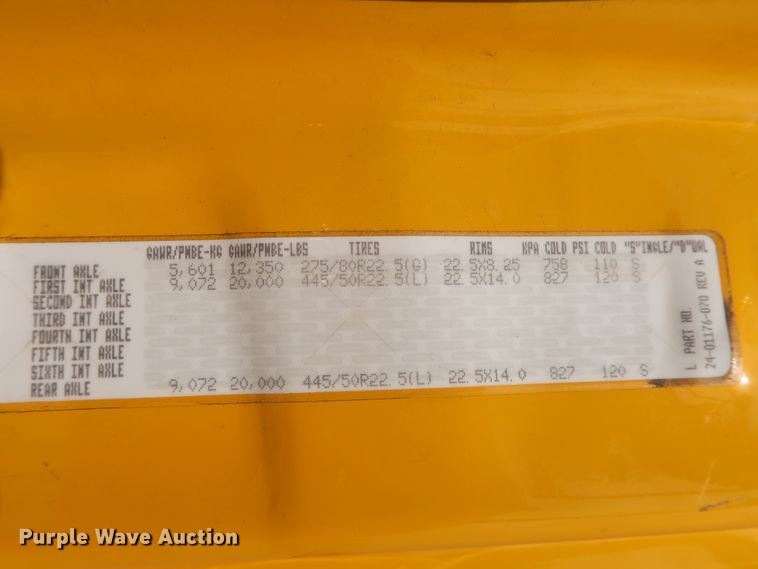 GAWR/PNBE-KG GAWR/PNBE-LBS TIRES RIMS KPA COLD PSI COLD "S"INGLE/"D"UAL
FRONT AXLE 5,601 12,350 275/80R22.5(G) 22.5X8.25 758 110 S
FIRST INT AXLE 9,072 20,000 445/50R22.5(L) 22.5X14.0 827 120 S
SECOND INT AXLE
THIRD INT AXLE
FOURTH INT AXLE
FIFTH INT AXLE
SIXTH INT AXLE
REAR AXLE 9,072 20,000 445/50R22.5(L) 22.5X14.0 827 120 S
L PART NO.
24-01176-070 REV A
Purple Wave Auction